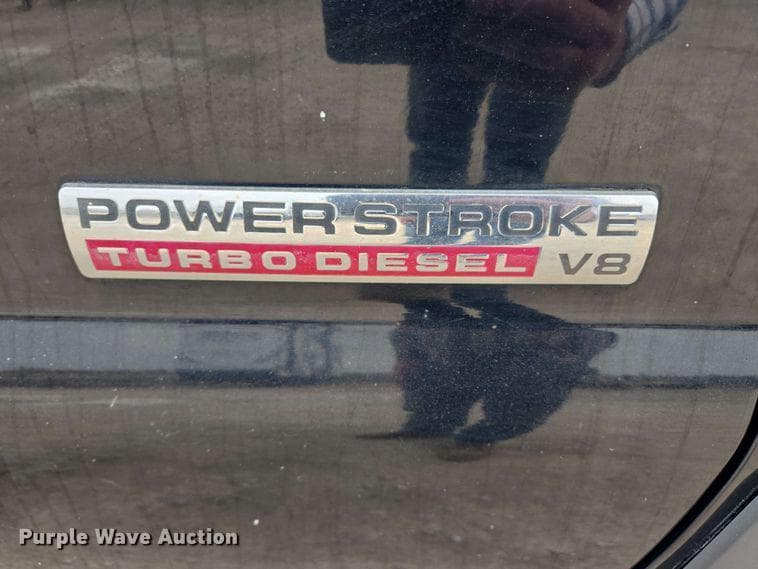 POWER STROKE
TURBO DIESEL V8
Purple Wave Auction®